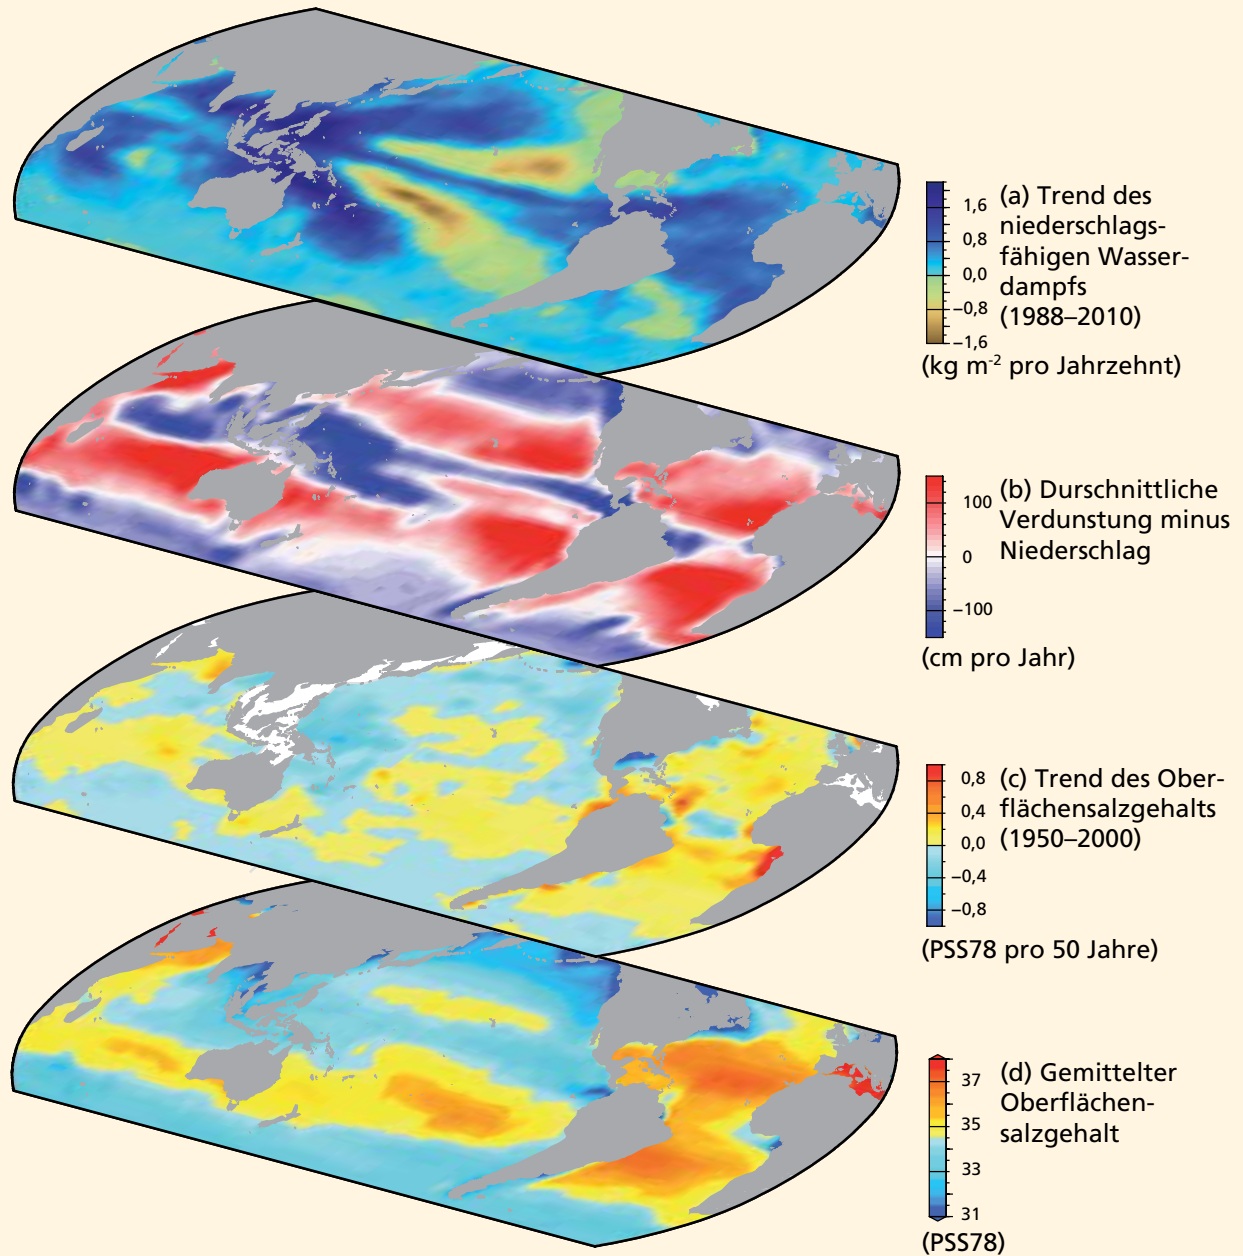 (a) Trend des
niederschlags-
fähigen Wasser-
dampfs
(1988–2010)
1,6
0,8
0,0
−0,8
−1,6
(kg m-2 pro Jahrzehnt)
(b) Durschnittliche
Verdunstung minus
Niederschlag
100
0
−100
(cm pro Jahr)
(c) Trend des Ober-
flächensalzgehalts
(1950–2000)
0,8
0,4
0,0
−0,4
−0,8
(PSS78 pro 50 Jahre)
(d) Gemittelter
Oberflächen-
salzgehalt
37
35
33
31
(PSS78)